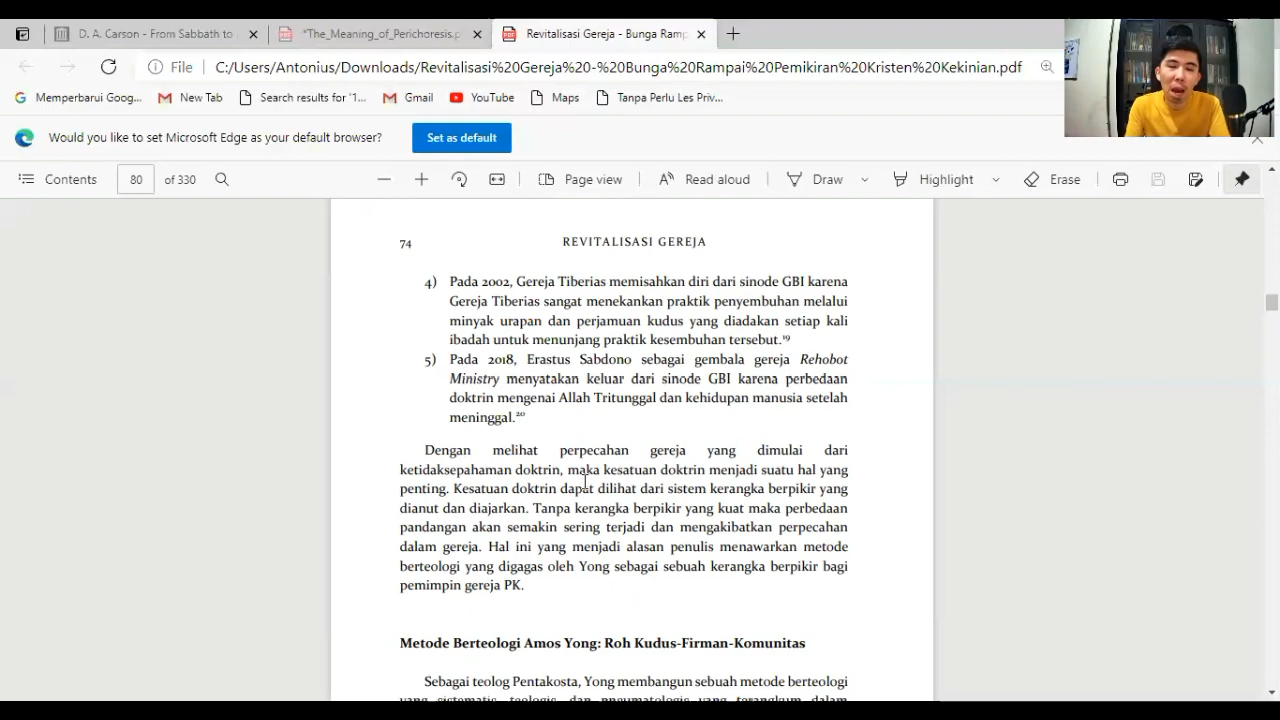 D. A. Carson - From Sabbath to
*The_Meaning_of_Perichoresis.p
Revitalisasi Gereja - Bunga Ramp
File
C:/Users/Antonius/Downloads/Revitalisasi%20Gereja%20-%20Bunga%20Rampai%20Pemikiran%20Kristen%20Kekinian.pdf
Memperbarui Goog...
New Tab
Search results for '1...
Gmail
YouTube
Maps
Tanpa Perlu Les Priv...
Would you like to set Microsoft Edge as your default browser?
Set as default
Contents
80
of 330
Page view
Read aloud
Draw
Highlight
Erase
74
REVITALISASI GEREJA
4) Pada 2002, Gereja Tiberias memisahkan diri dari sinode GBI karena
Gereja Tiberias sangat menekankan praktik penyembuhan melalui
minyak urapan dan perjamuan kudus yang diadakan setiap kali
ibadah untuk menunjang praktik kesembuhan tersebut.¹⁹
5) Pada 2018, Erastus Sabdono sebagai gembala gereja Rehobot
Ministry menyatakan keluar dari sinode GBI karena perbedaan
doktrin mengenai Allah Tritunggal dan kehidupan manusia setelah
meninggal.²⁰
Dengan melihat perpecahan gereja yang dimulai dari
ketidaksepahaman doktrin, maka kesatuan doktrin menjadi suatu hal yang
penting. Kesatuan doktrin dapat dilihat dari sistem kerangka berpikir yang
dianut dan diajarkan. Tanpa kerangka berpikir yang kuat maka perbedaan
pandangan akan semakin sering terjadi dan mengakibatkan perpecahan
dalam gereja. Hal ini yang menjadi alasan penulis menawarkan metode
berteologi yang digagas oleh Yong sebagai sebuah kerangka berpikir bagi
pemimpin gereja PK.
Metode Berteologi Amos Yong: Roh Kudus-Firman-Komunitas
Sebagai teolog Pentakosta, Yong membangun sebuah metode berteologi
yang sistematis, teologis, dan pneumatologis yang terangkum dalam